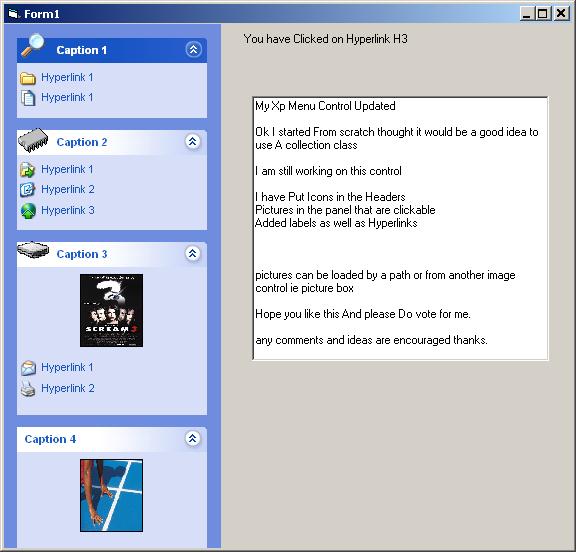 Form1
Caption 1
Hyperlink 1
Hyperlink 1
Caption 2
Hyperlink 1
Hyperlink 2
Hyperlink 3
Caption 3
SCREAM 3
Hyperlink 1
Hyperlink 2
Caption 4
You have Clicked on Hyperlink H3
My Xp Menu Control Updated
Ok I started From scratch thought it would be a good idea to
use A collection class
I am still working on this control
I have Put Icons in the Headers
Pictures in the panel that are clickable
Added labels as well as Hyperlinks
pictures can be loaded by a path or from another image
control ie picture box
Hope you like this And please Do vote for me.
any comments and ideas are encouraged thanks.